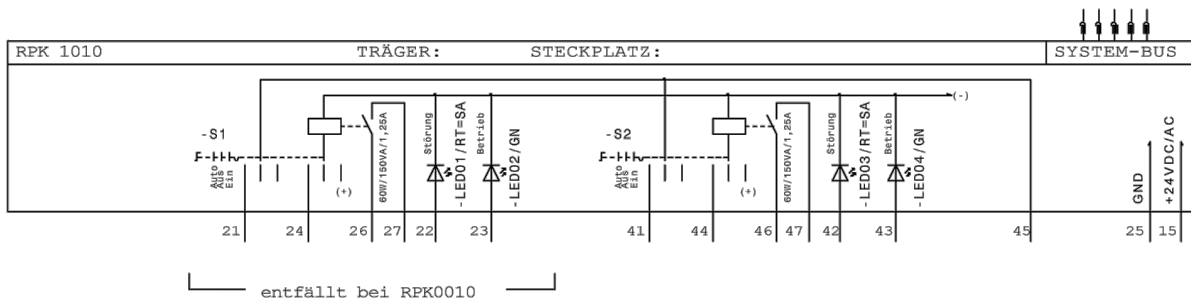 RPK 1010 TRÄGER: STECKPLATZ: SYSTEM-BUS
(-)
-S1
Auto
Aus
Ein
(+)
60W/150VA/1,25A
Störung
-LED01/RT=SA
Betrieb
-LED02/GN
-S2
Auto
Aus
Ein
(+)
60W/150VA/1,25A
Störung
-LED03/RT=SA
Betrieb
-LED04/GN
GND
+24VDC/AC
21 24 26 27 22 23 41 44 46 47 42 43 45 25 15
entfällt bei RPK0010